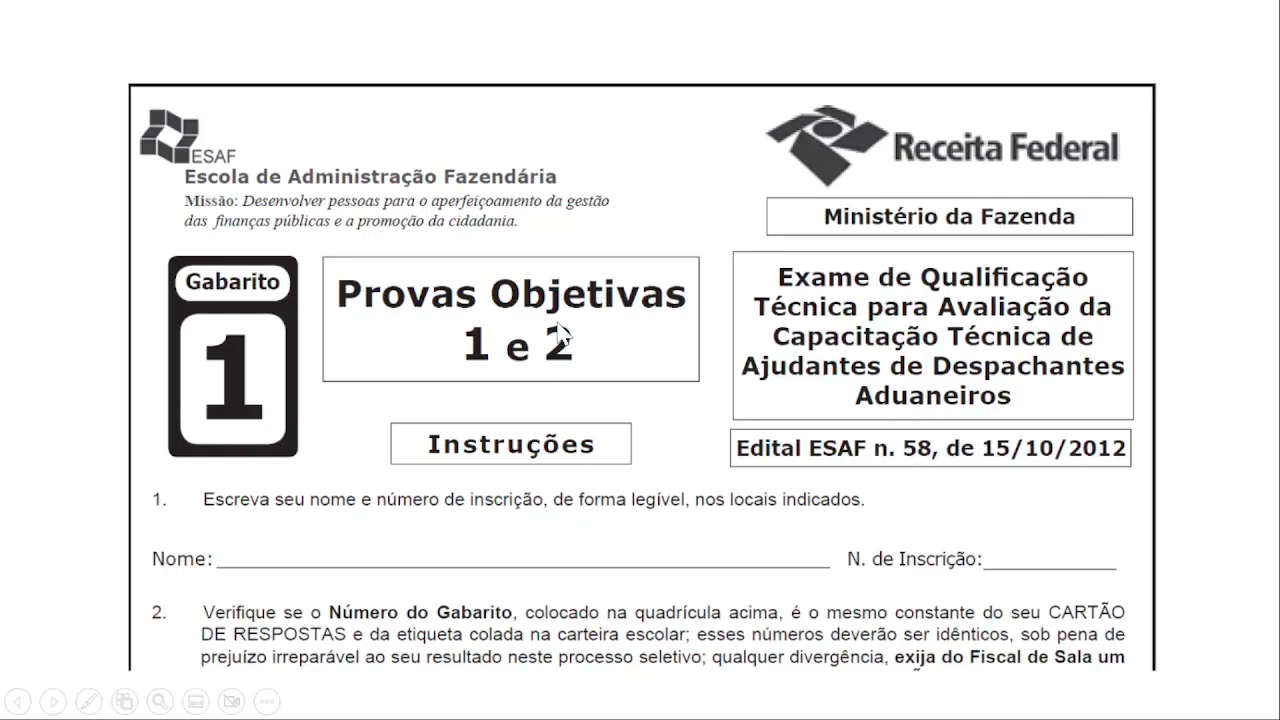 ESAF
Escola de Administração Fazendária
Missão: Desenvolver pessoas para o aperfeiçoamento da gestão
das finanças públicas e a promoção da cidadania.
Receita Federal
Ministério da Fazenda
Gabarito
1
Provas Objetivas
1 e 2
Exame de Qualificação
Técnica para Avaliação da
Capacitação Técnica de
Ajudantes de Despachantes
Aduaneiros
Instruções
Edital ESAF n. 58, de 15/10/2012
1. Escreva seu nome e número de inscrição, de forma legível, nos locais indicados.
Nome: N. de Inscrição:
2. Verifique se o Número do Gabarito, colocado na quadrícula acima, é o mesmo constante do seu CARTÃO
DE RESPOSTAS e da etiqueta colada na carteira escolar; esses números deverão ser idênticos, sob pena de
prejuízo irreparável ao seu resultado neste processo seletivo; qualquer divergência, exija do Fiscal de Sala um